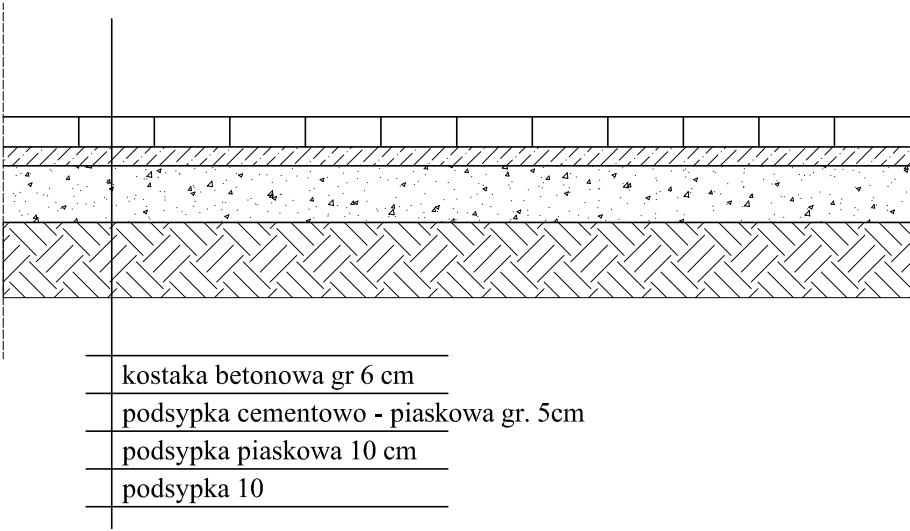 kostaka betonowa gr 6 cm
podsypka cementowo - piaskowa gr. 5cm
podsypka piaskowa 10 cm
podsypka 10